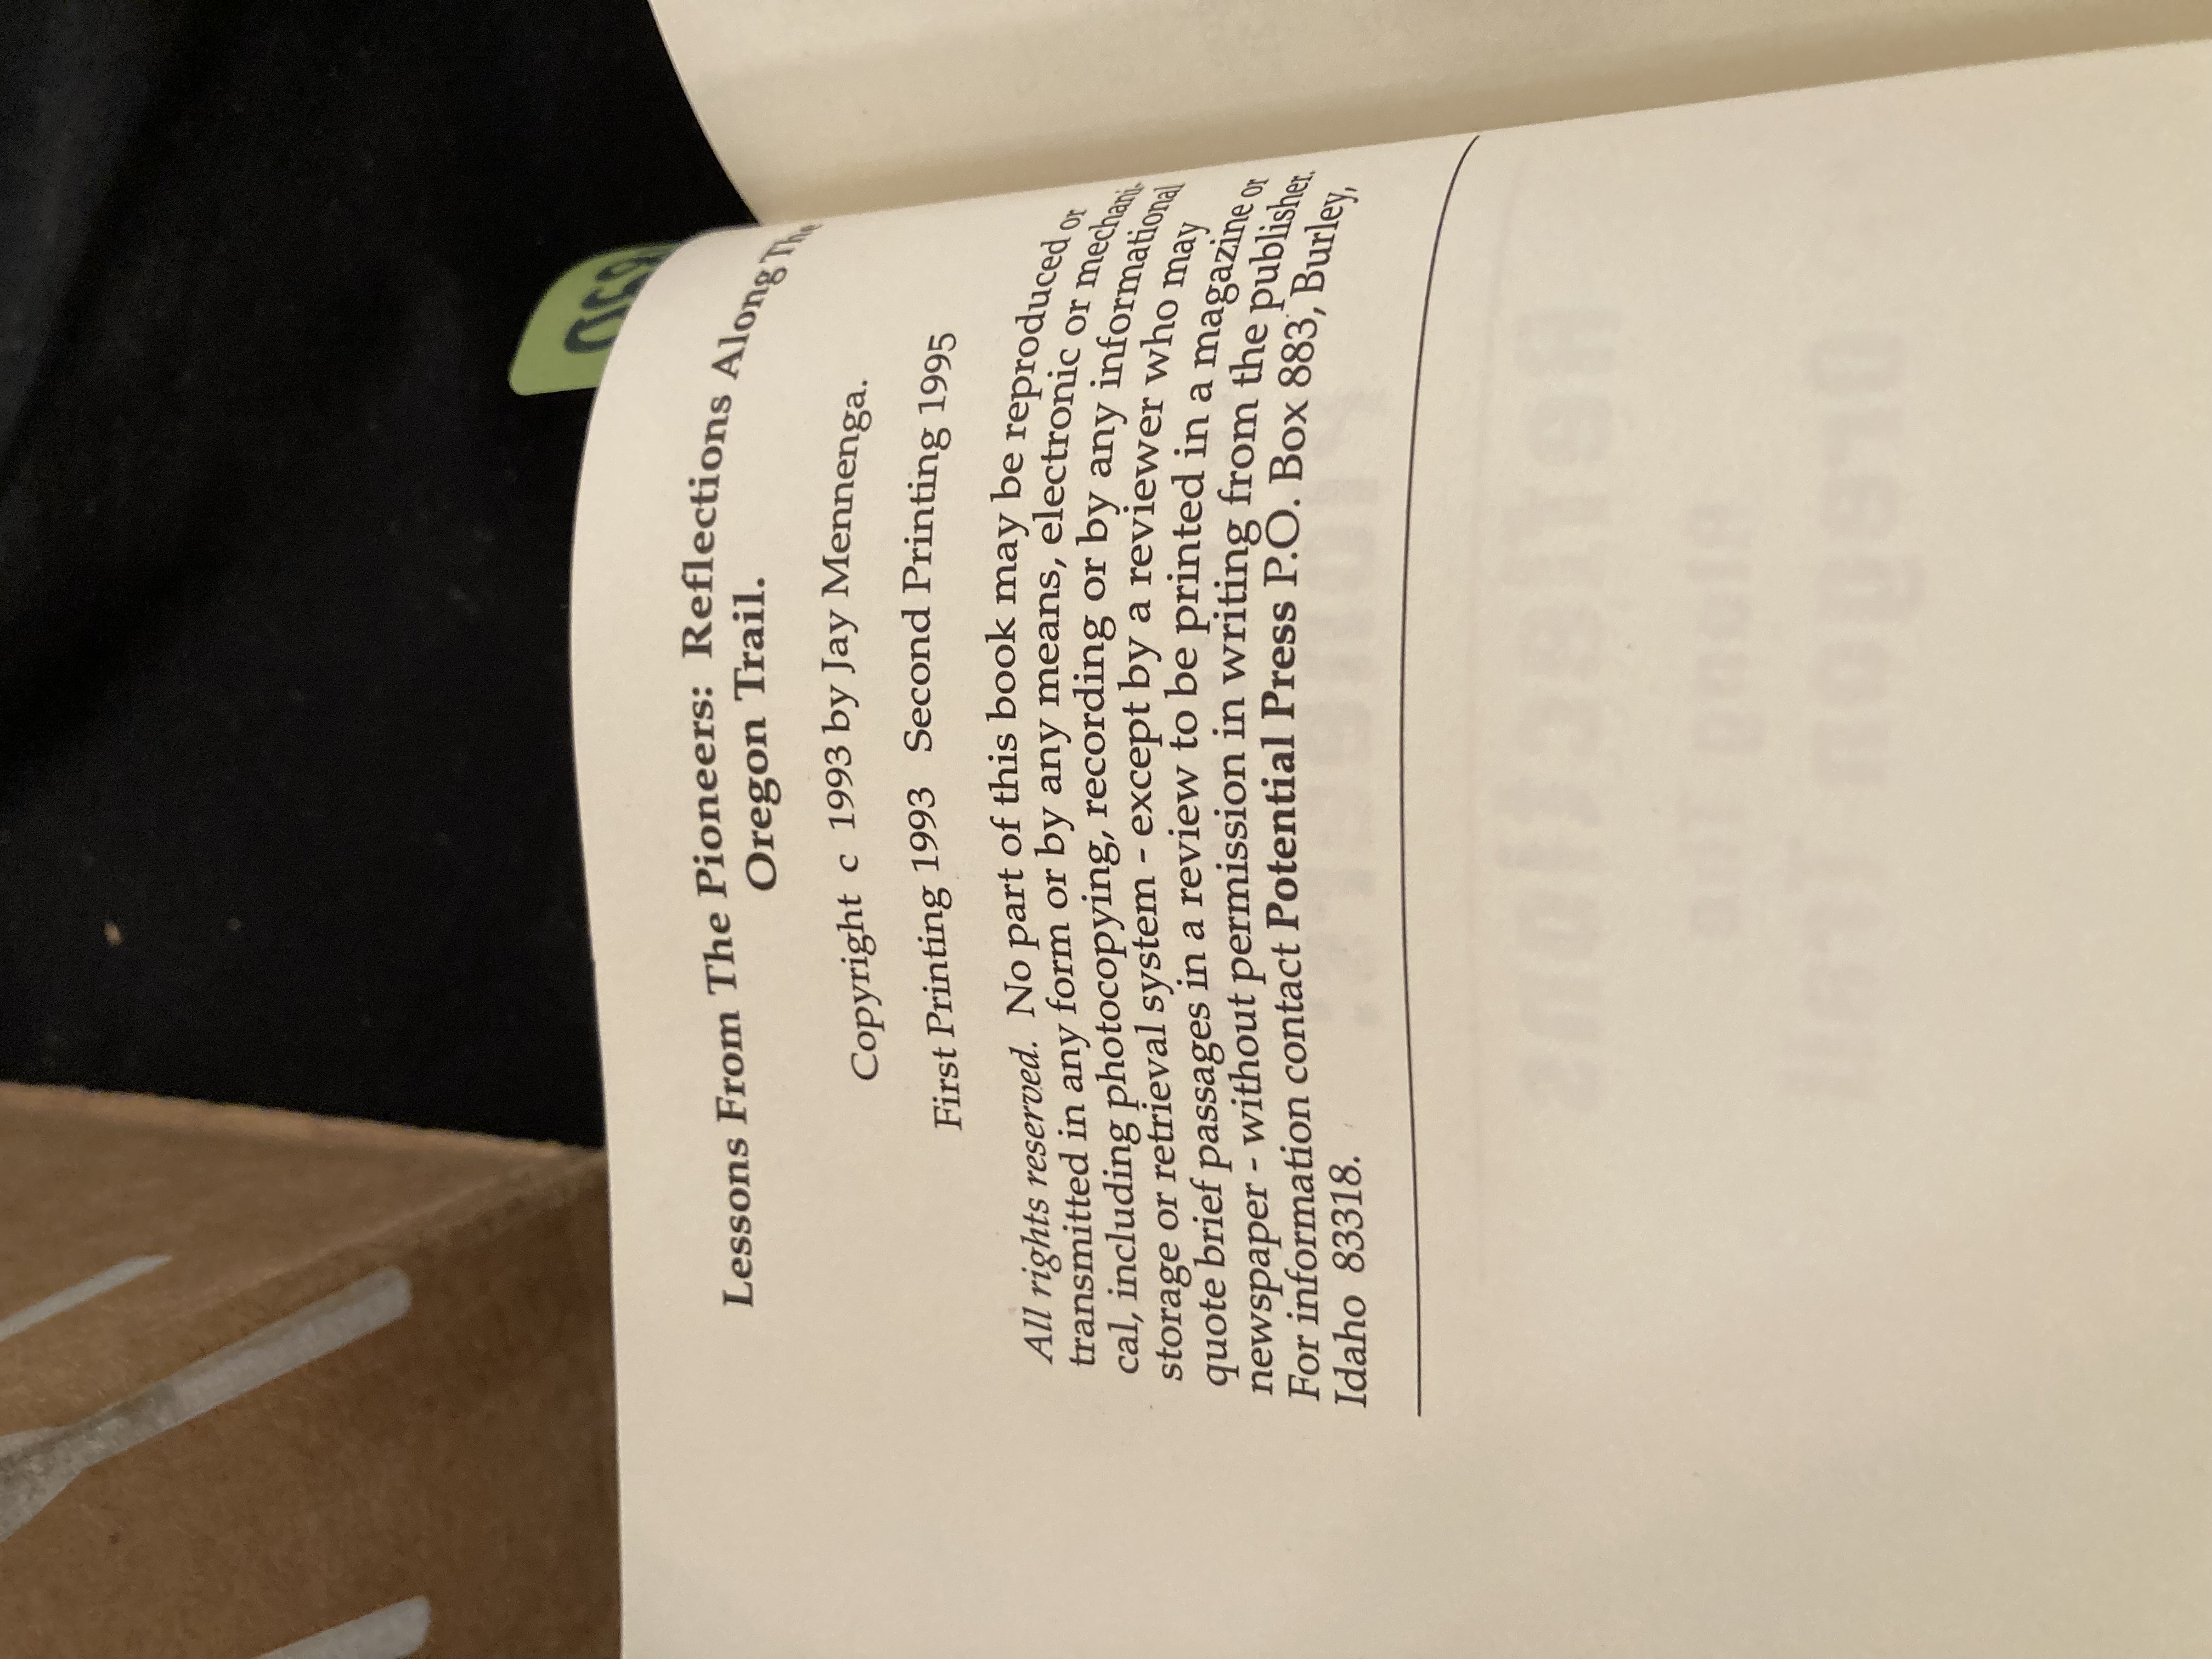 Lessons From The Pioneers: Reflections Along The
Oregon Trail.
Copyright c 1993 by Jay Mennenga.
First Printing 1993 Second Printing 1995
All rights reserved. No part of this book may be reproduced or
transmitted in any form or by any means, electronic or mechani-
cal, including photocopying, recording or by any informational
storage or retrieval system - except by a reviewer who may
quote brief passages in a review to be printed in a magazine or
newspaper - without permission in writing from the publisher.
For information contact Potential Press P.O. Box 883, Burley,
Idaho 83318.